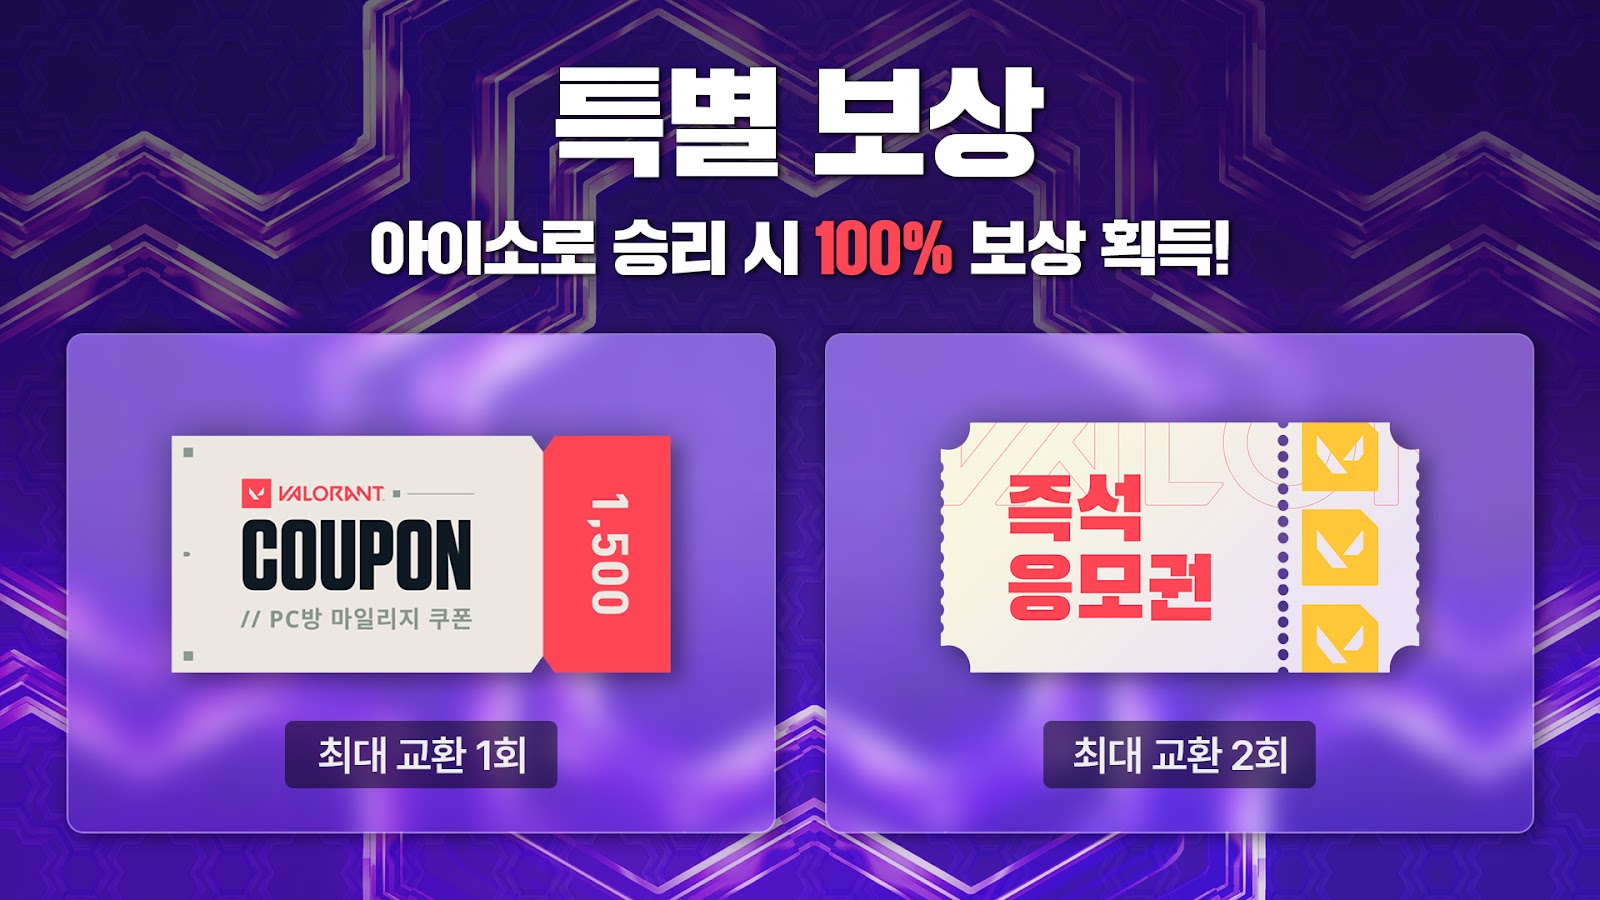 특별 보상
아이소로 승리 시 100% 보상 획득!
VALORANT
COUPON
// PC방 마일리지 쿠폰
1,500
최대 교환 1회
VALOR
즉석
응모권
최대 교환 2회